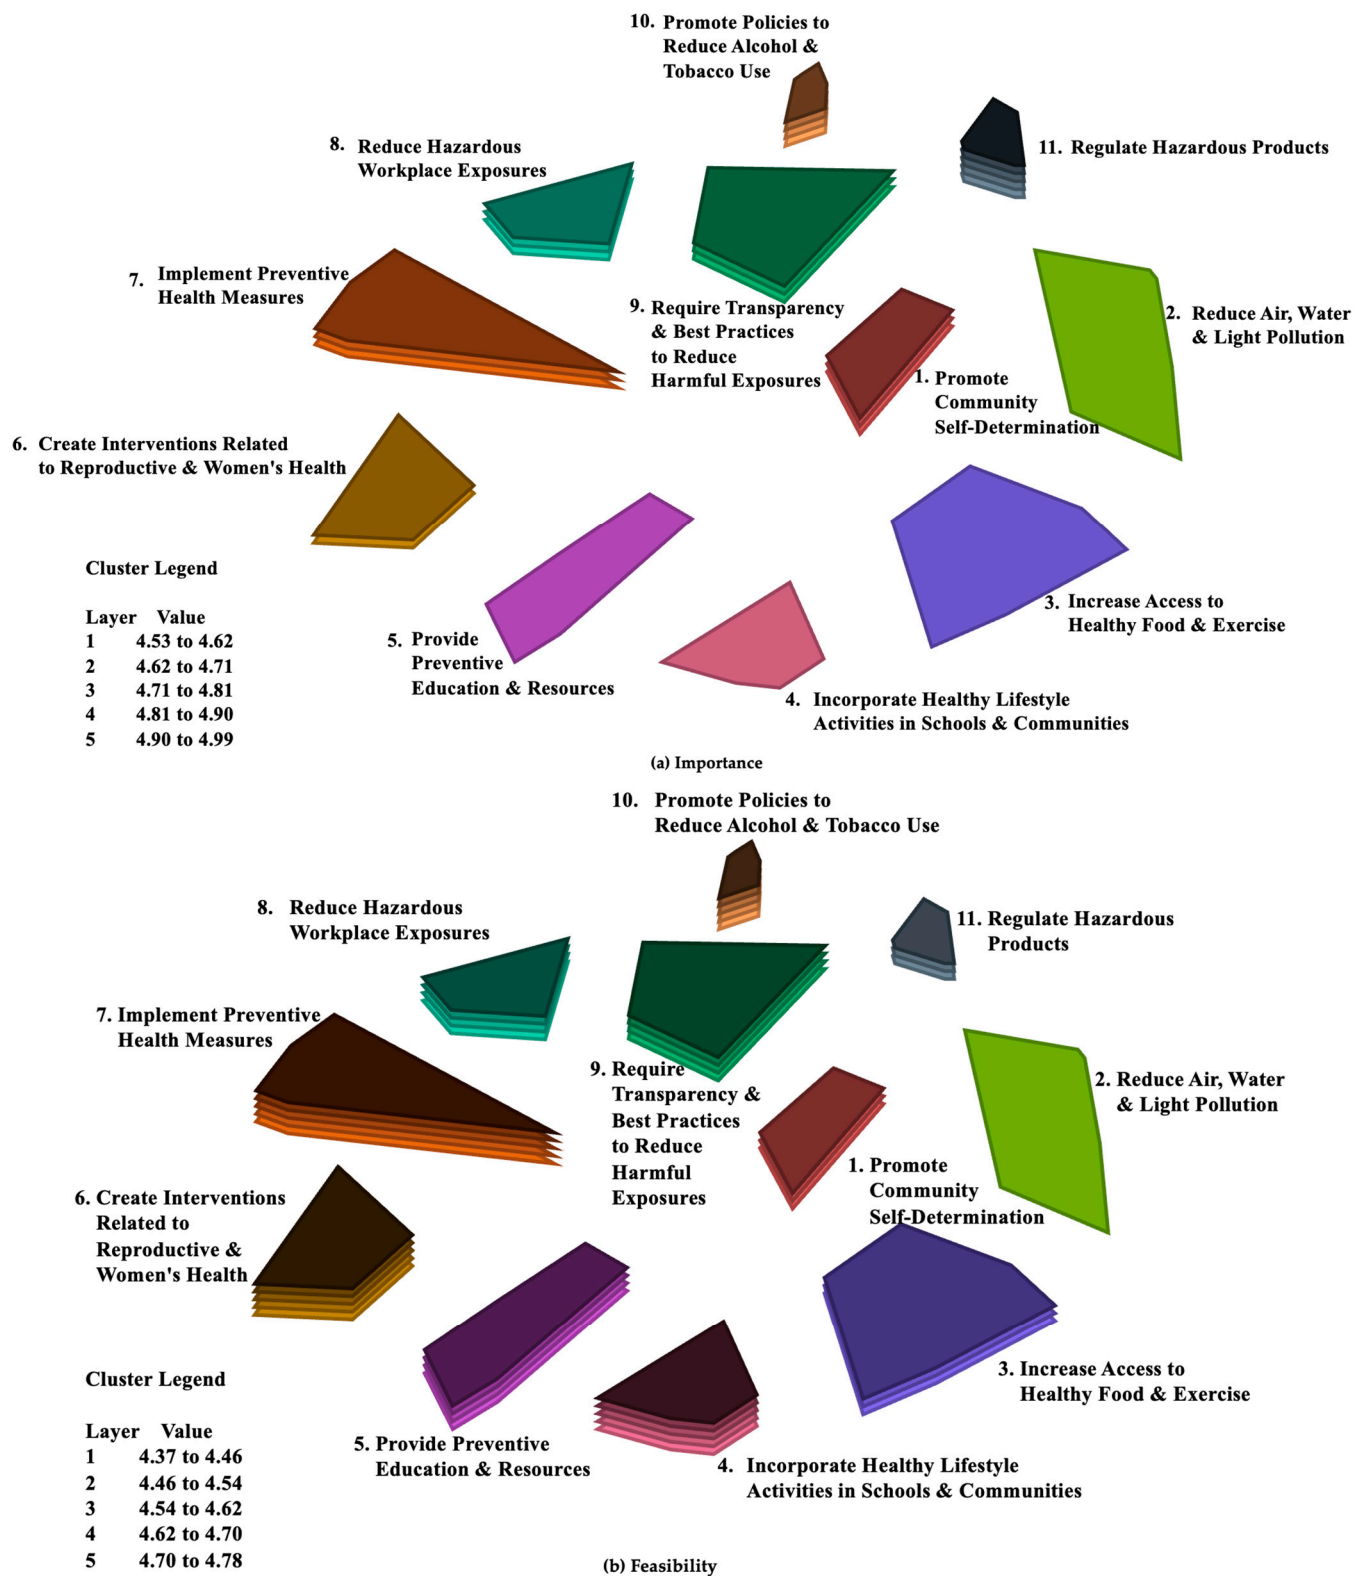 10. Promote Policies to
Reduce Alcohol &
Tobacco Use
8. Reduce Hazardous
Workplace Exposures
11. Regulate Hazardous Products
7. Implement Preventive
Health Measures
9. Require Transparency
& Best Practices
to Reduce
Harmful Exposures
2. Reduce Air, Water
& Light Pollution
1. Promote
Community
Self-Determination
6. Create Interventions Related
to Reproductive & Women's Health
Cluster Legend
Layer Value
1 4.53 to 4.62
2 4.62 to 4.71
3 4.71 to 4.81
4 4.81 to 4.90
5 4.90 to 4.99
5. Provide
Preventive
Education & Resources
3. Increase Access to
Healthy Food & Exercise
4. Incorporate Healthy Lifestyle
Activities in Schools & Communities
(a) Importance
10. Promote Policies to
Reduce Alcohol & Tobacco Use
8. Reduce Hazardous
Workplace Exposures
11. Regulate Hazardous
Products
7. Implement Preventive
Health Measures
9. Require
Transparency &
Best Practices
to Reduce
Harmful
Exposures
2. Reduce Air, Water
& Light Pollution
1. Promote
Community
Self-Determination
6. Create Interventions
Related to
Reproductive &
Women's Health
Cluster Legend
Layer Value
1 4.37 to 4.46
2 4.46 to 4.54
3 4.54 to 4.62
4 4.62 to 4.70
5 4.70 to 4.78
5. Provide Preventive
Education & Resources
3. Increase Access to
Healthy Food & Exercise
4. Incorporate Healthy Lifestyle
Activities in Schools & Communities
(b) Feasibility